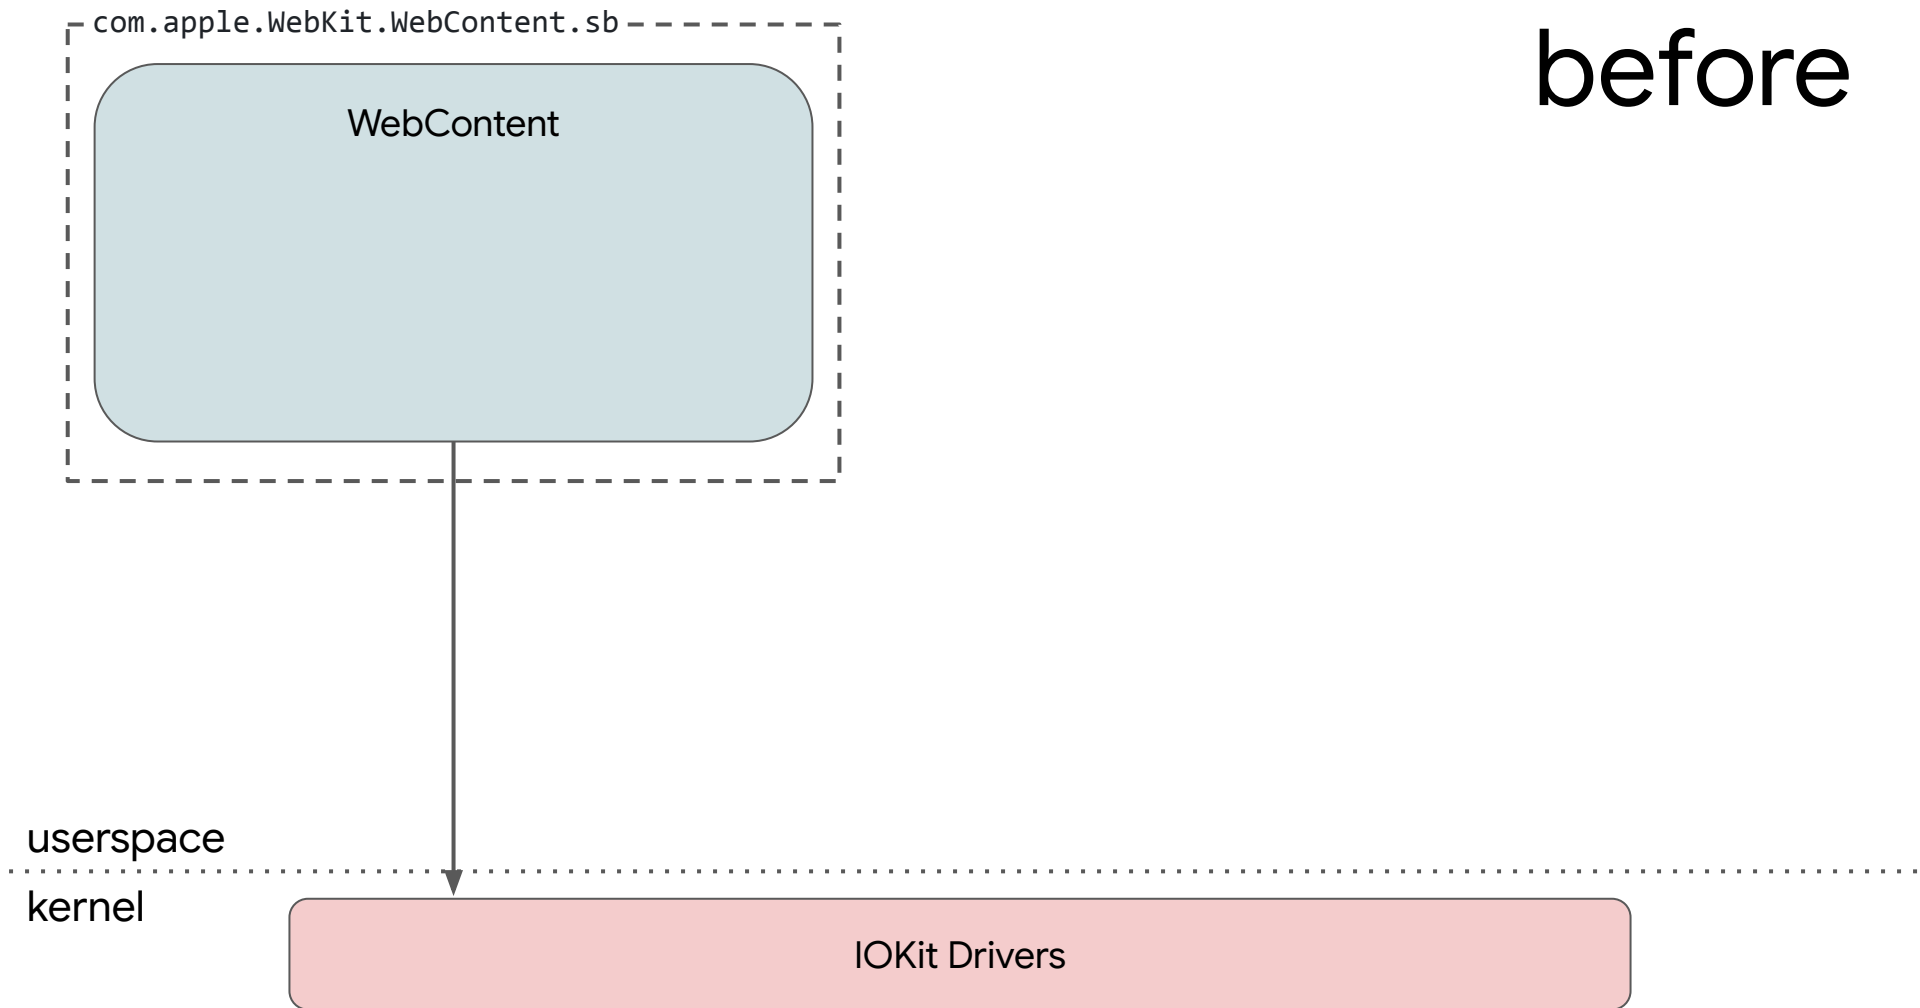 com.apple.WebKit.WebContent.sb
before
WebContent
userspace
kernel
IOKit Drivers